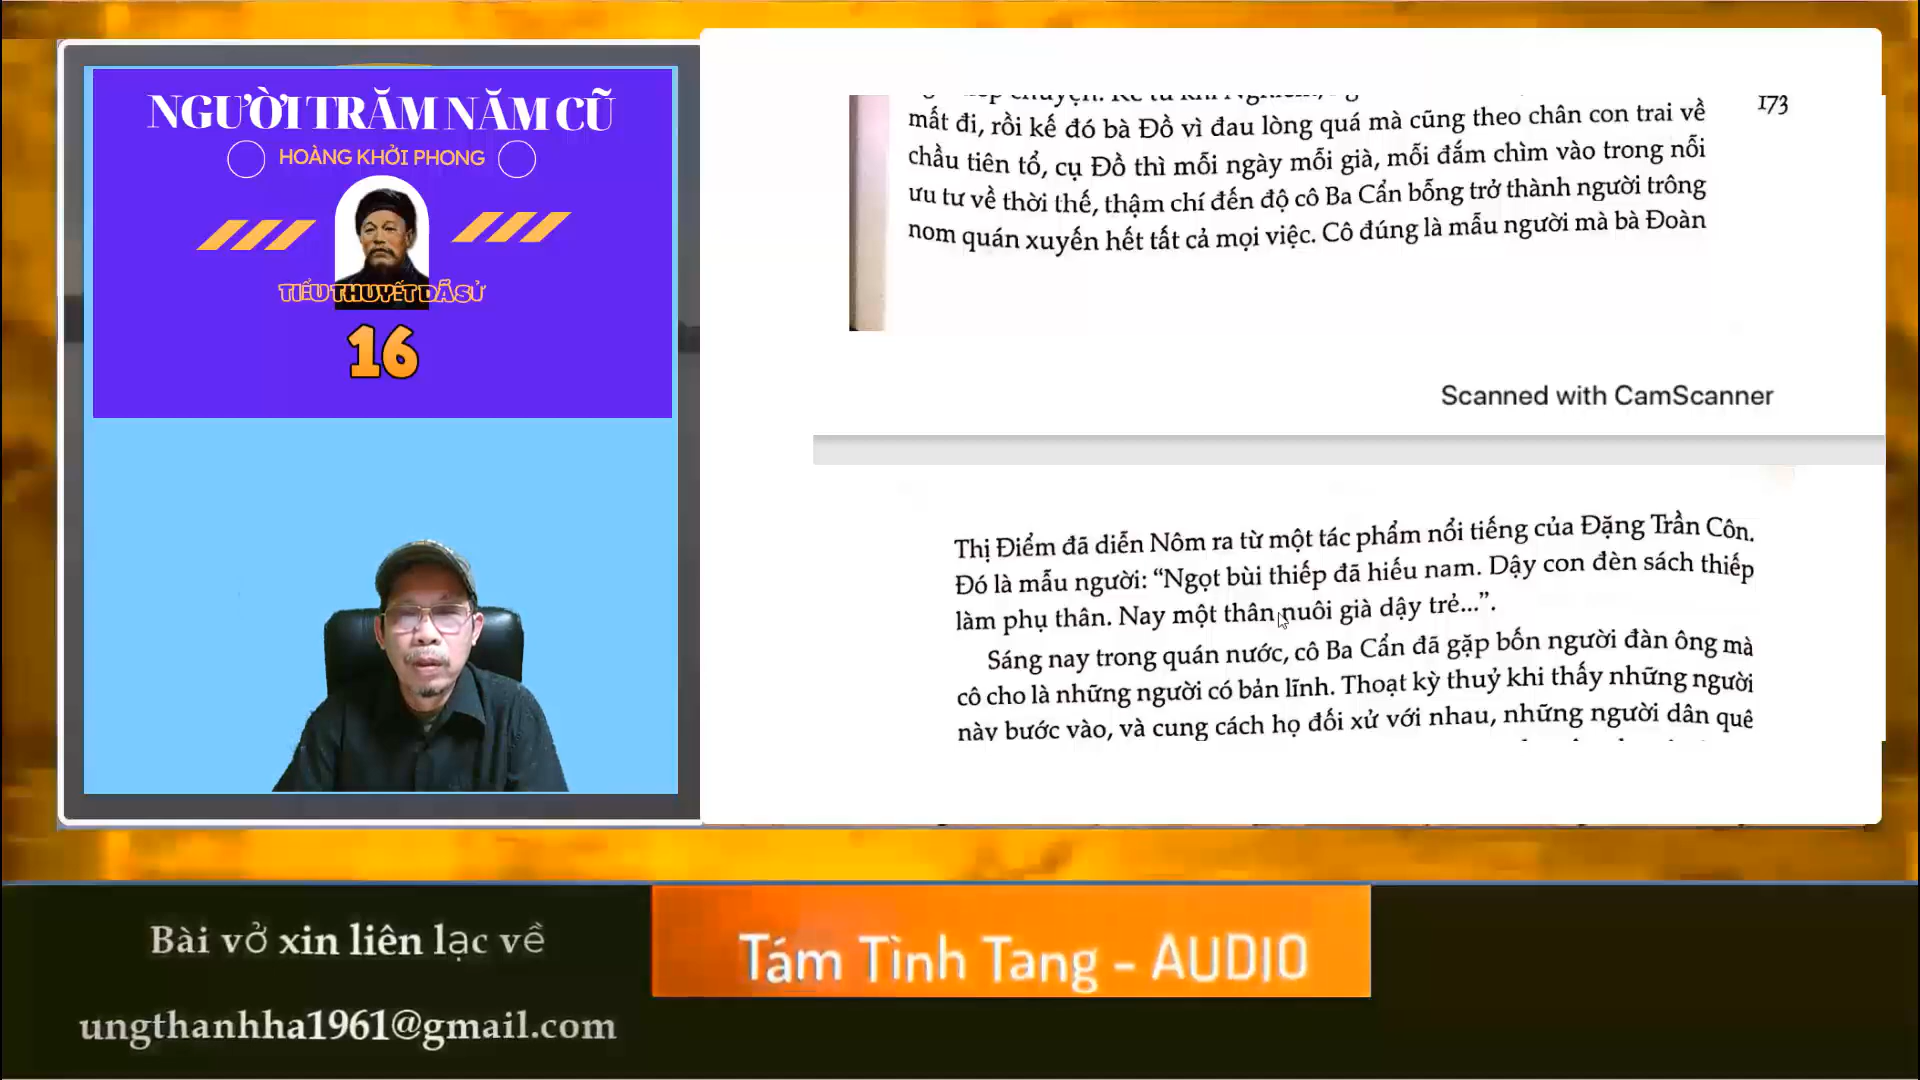 NGƯỜI TRĂM NĂM CŨ
HOÀNG KHỞI PHONG
TIỂU THUYẾT DÃ SỬ
16
173
mất đi, rồi kế đó bà Đồ vì đau lòng quá mà cũng theo chân con trai về
chầu tiên tổ, cụ Đồ thì mỗi ngày mỗi già, mỗi đắm chìm vào trong nỗi
ưu tư về thời thế, thậm chí đến độ cô Ba Cẩn bỗng trở thành người trông
nom quán xuyến hết tất cả mọi việc. Cô đúng là mẫu người mà bà Đoàn
Scanned with CamScanner
Thị Điểm đã diễn Nôm ra từ một tác phẩm nổi tiếng của Đặng Trần Côn.
Đó là mẫu người: “Ngọt bùi thiếp đã hiếu nam. Dậy con đèn sách thiếp
làm phụ thân. Nay một thân nuôi già dậy trẻ...”.
Sáng nay trong quán nước, cô Ba Cẩn đã gặp bốn người đàn ông mà
cô cho là những người có bản lĩnh. Thoạt kỳ thuỷ khi thấy những người
này bước vào, và cung cách họ đối xử với nhau, những người dân quê
Bài vở xin liên lạc về
ungthanhha1961@gmail.com
Tám Tình Tang - AUDIO